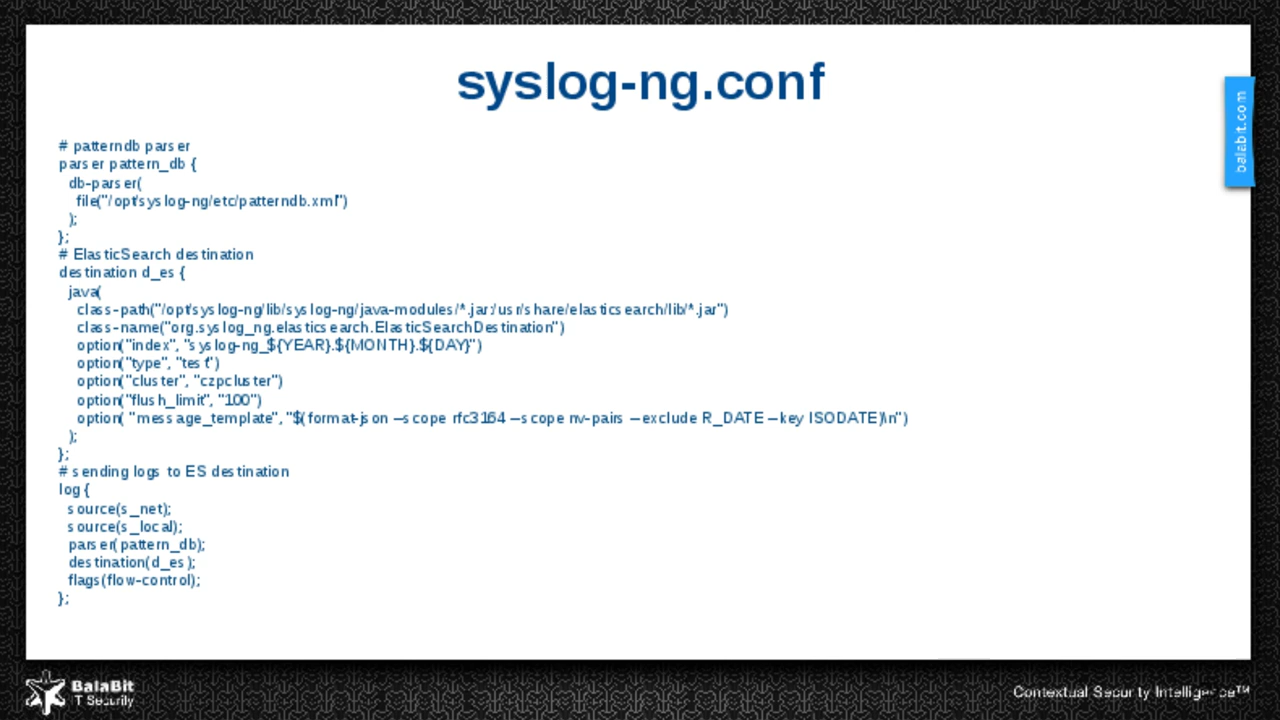 syslog-ng.conf
balabit.com
# patterndb parser
parser pattern_db {
db-parser(
file("/opt/syslog-ng/etc/patterndb.xml")
);
};
# ElasticSearch destination
destination d_es {
java(
class-path("/opt/syslog-ng/lib/syslog-ng/java-modules/*.jar:/usr/share/elasticsearch/lib/*.jar")
class-name("org.syslog_ng.elasticsearch.ElasticSearchDestination")
option("index", "syslog-ng_${YEAR}.${MONTH}.${DAY}")
option("type", "test")
option("cluster", "czpcluster")
option("flush_limit", "100")
option( "message_template", "$(format-json –scope rfc3164 –scope nv-pairs –exclude R_DATE –key ISODATE)\n")
);
};
# sending logs to ES destination
log {
source(s_net);
source(s_local);
parser( pattern_db);
destination(d_es);
flags(flow-control);
};
BalaBit
IT Security
Contextual Security Intelligence™